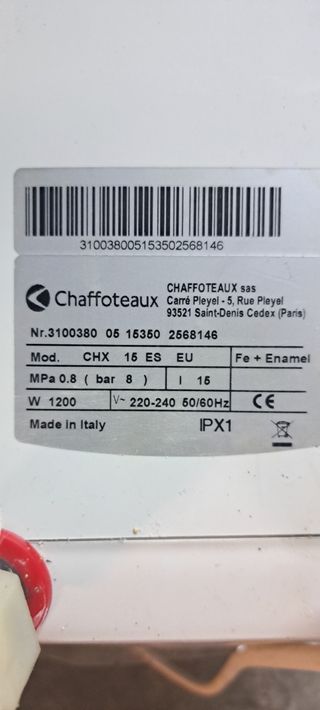 310038005153502568146
Chaffoteaux
CHAFFOTEAUX sas
Carré Pleyel - 5, Rue Pleyel
93521 Saint-Denis Cedex (Paris)
Nr.3100380 05 15350 2568146
Mod. CHX 15 ES EU Fe + Enamel
MPa 0.8 ( bar 8 ) l 15
W 1200 V~ 220-240 50/60Hz CE
Made in Italy IPX1